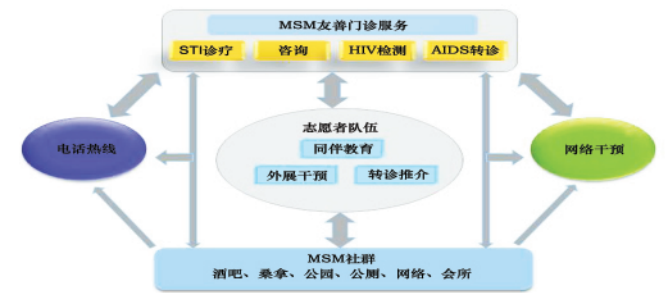 MSM友善门诊服务
STI诊疗 咨询 HIV检测 AIDS转诊
志愿者队伍
同伴教育
电话热线
网络干预
外展干预 转诊推介
MSM社群
酒吧、桑拿、公园、公厕、网络、会所